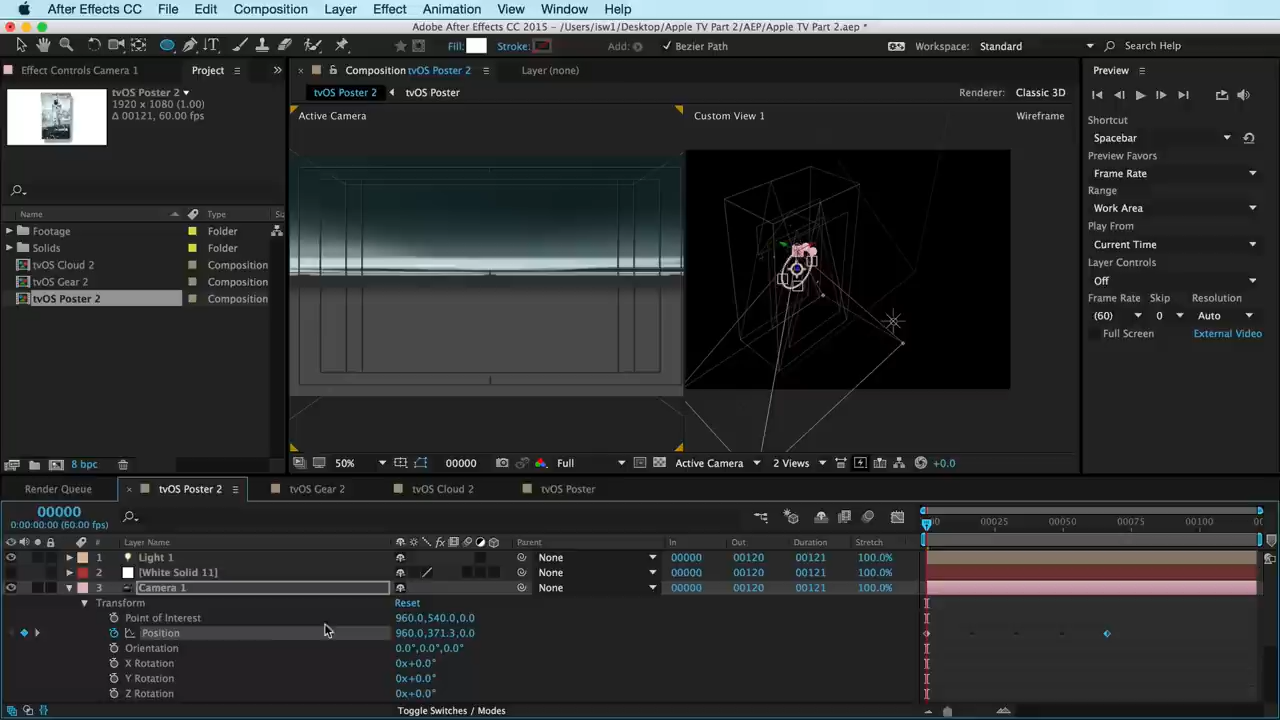 After Effects CC File Edit Composition Layer Effect Animation View Window Help
Adobe After Effects CC 2015 - /Users/isw1/Desktop/Apple TV Part 2/AEP/Apple TV Part 2.aep *
Fill: Stroke: Add: Bezier Path Workspace: Standard Search Help
Effect Controls Camera 1 Project Composition tvOS Poster 2 Layer (none) Preview
tvOS Poster 2
1920 x 1080 (1.00)
Δ 00121, 60.00 fps
tvOS Poster 2 tvOS Poster Renderer: Classic 3D
Active Camera Custom View 1 Wireframe
Shortcut
Spacebar
Preview Favors
Frame Rate
Range
Work Area
Play From
Current Time
Layer Controls
Off
Frame Rate Skip Resolution
(60) 0 Auto
Full Screen External Video
Name Type Si
Footage Folder
Solids Folder
tvOS Cloud 2 Composition
tvOS Gear 2 Composition
tvOS Poster 2 Composition
8 bpc 50% 00000 Full Active Camera 2 Views +0.0
Render Queue tvOS Poster 2 tvOS Gear 2 tvOS Cloud 2 tvOS Poster
00000
0:00:00:00 (60.00 fps)
00025 00050 00075 00100
# Layer Name Parent In Out Duration Stretch
1 Light 1 None 00000 00120 00121 100.0%
2 [White Solid 11] None 00000 00120 00121 100.0%
3 Camera 1 None 00000 00120 00121 100.0%
Transform Reset
Point of Interest 960.0,540.0,0.0
Position 960.0,371.3,0.0
Orientation 0.0°,0.0°,0.0°
X Rotation 0x+0.0°
Y Rotation 0x+0.0°
Z Rotation 0x+0.0°
Toggle Switches / Modes